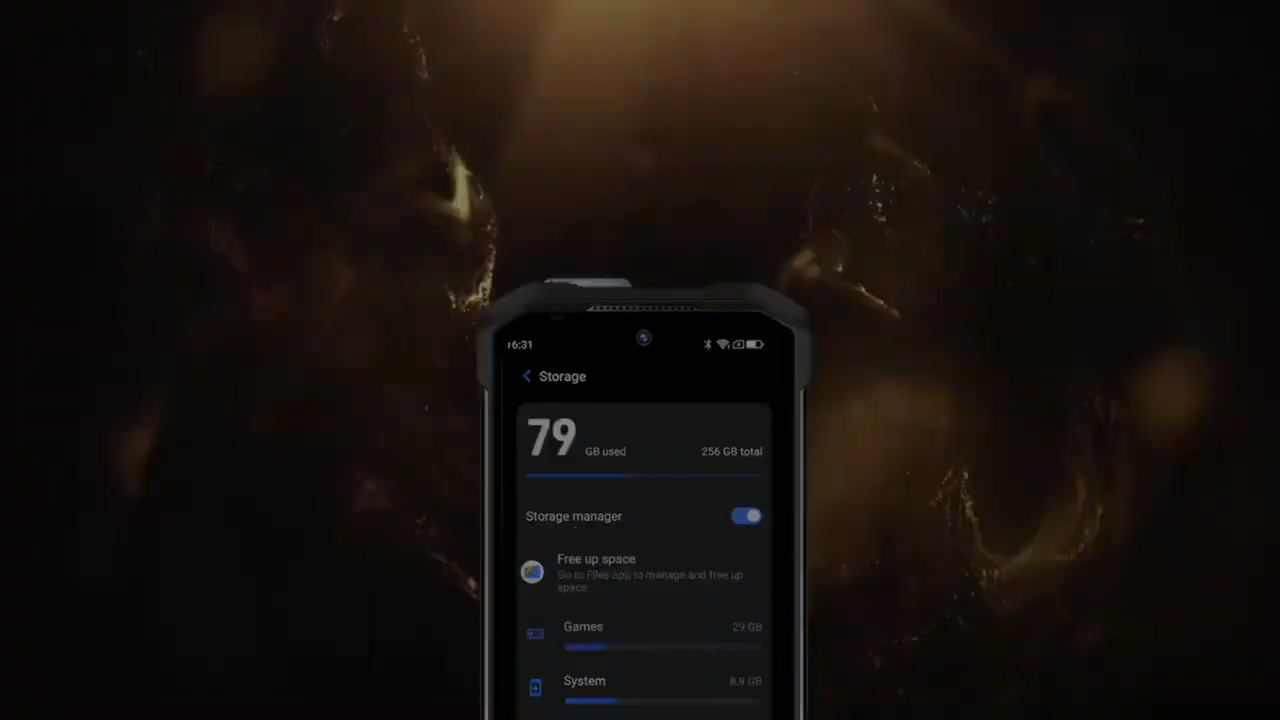 16:31
Storage
79 GB used 256 GB total
Storage manager
Free up space
Go to Files app to manage and free up
space
Games 29 GB
System 8.9 GB